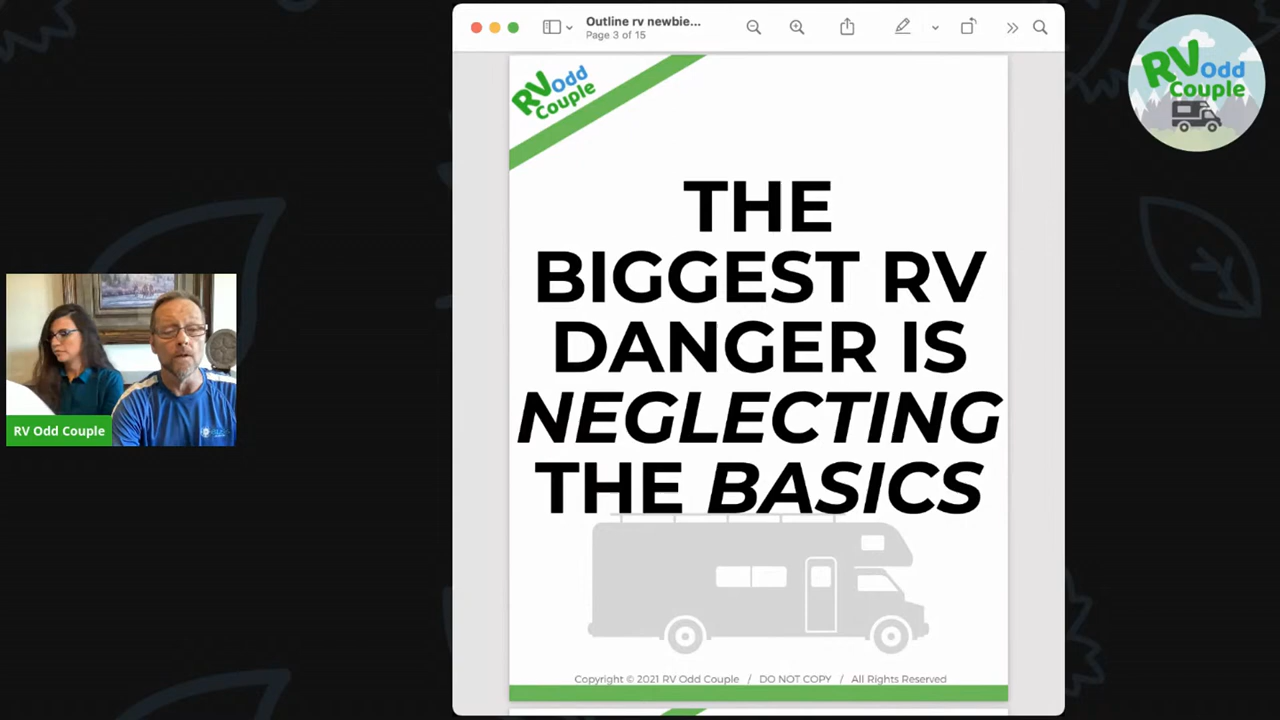 Outline rv newbie...
Page 3 of 15
RV Odd
Couple
RV Odd
Couple
THE
BIGGEST RV
DANGER IS
NEGLECTING
THE BASICS
RV Odd Couple
Copyright © 2021 RV Odd Couple / DO NOT COPY / All Rights Reserved